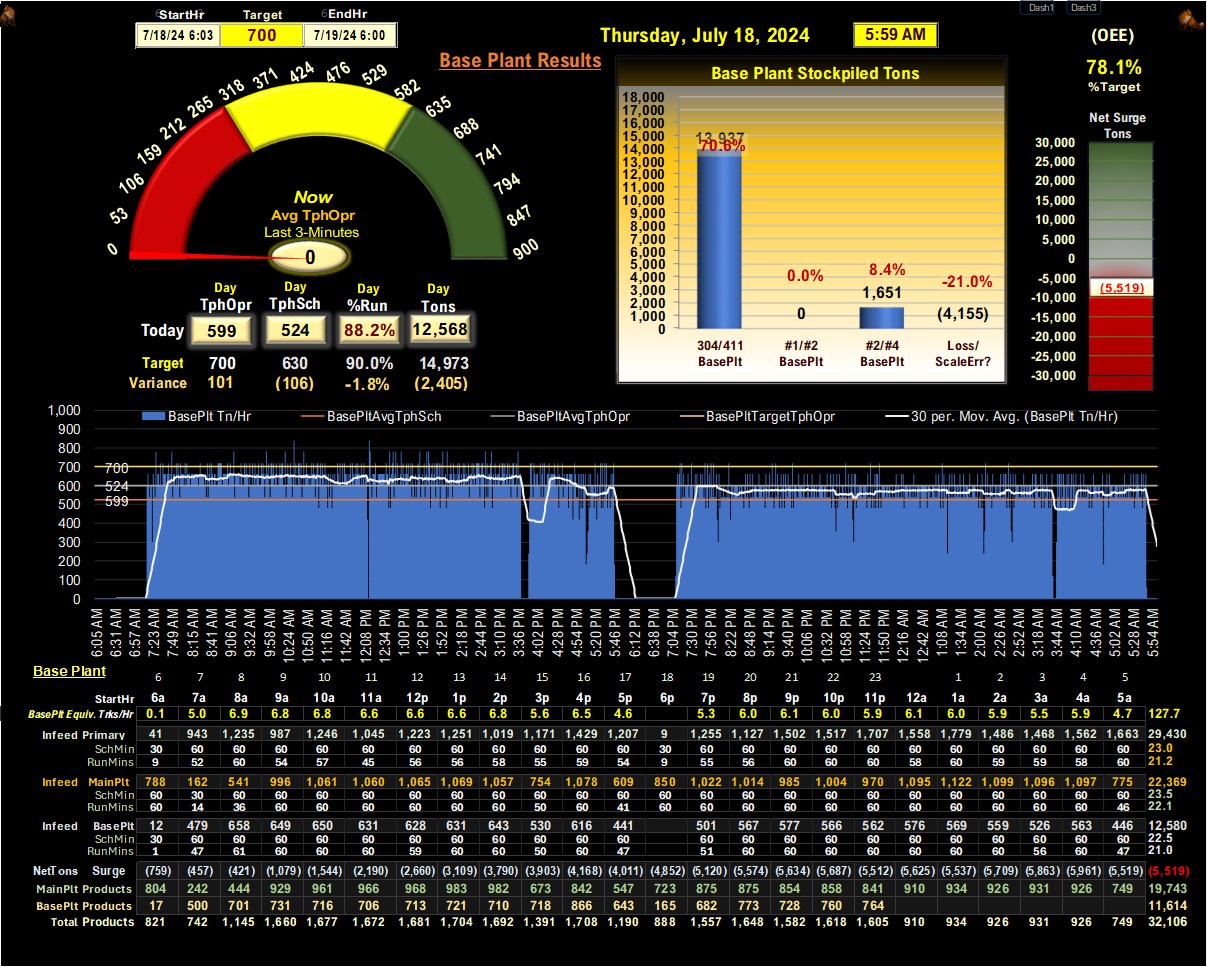 Dash1 Dash3
StartHr Target EndHr
7/18/24 6:03 700 7/19/24 6:00
Thursday, July 18, 2024 5:59 AM
(OEE)
78.1%
%Target
Base Plant Results
0 53 106 159 212 265 318 371 424 476 529 582 635 688 741 794 847 900
Now
Avg TphOpr
Last 3-Minutes
0
Day Day Day Day
TphOpr TphSch %Run Tons
Today 599 524 88.2% 12,568
Target 700 630 90.0% 14,973
Variance 101 (106) -1.8% (2,405)
Base Plant Stockpiled Tons
18,000
17,000
16,000
15,000
14,000
13,000
12,000
11,000
10,000
9,000
8,000
7,000
6,000
5,000
4,000
3,000
2,000
1,000
0
13,937
70.6%
0.0% 8.4% -21.0%
0 1,651 (4,155)
304/411 #1/#2 #2/#4 Loss/
BasePlt BasePlt BasePlt ScaleErr?
Net Surge
Tons
30,000
25,000
20,000
15,000
10,000
5,000
0
-5,000
-10,000
-15,000
-20,000
-25,000
-30,000
(5,519)
BasePlt Tn/Hr BasePltAvgTphSch BasePltAvgTphOpr BasePltTargetTphOpr 30 per. Mov. Avg. (BasePlt Tn/Hr)
1,000
900
800
700
600
500
400
300
200
100
0
700
524
599
6:05 AM 6:31 AM 6:57 AM 7:23 AM 7:49 AM 8:15 AM 8:41 AM 9:06 AM 9:32 AM 9:58 AM 10:24 AM 10:50 AM 11:16 AM 11:42 AM 12:08 PM 12:34 PM 1:00 PM 1:26 PM 1:52 PM 2:18 PM 2:44 PM 3:10 PM 3:36 PM 4:02 PM 4:29 PM 4:55 PM 5:20 PM 5:46 PM 6:12 PM 6:38 PM 7:04 PM 7:30 PM 7:56 PM 8:22 PM 8:48 PM 9:14 PM 9:40 PM 10:06 PM 10:32 PM 10:58 PM 11:24 PM 11:50 PM 12:16 AM 12:42 AM 1:08 AM 1:34 AM 2:00 AM 2:26 AM 2:52 AM 3:18 AM 3:44 AM 4:10 AM 4:36 AM 5:02 AM 5:28 AM 5:54 AM
Base Plant 6 7 8 9 10 11 12 13 14 15 16 17 18 19 20 21 22 23 1 2 3 4 5
StartHr 6a 7a 8a 9a 10a 11a 12p 1p 2p 3p 4p 5p 6p 7p 8p 9p 10p 11p 12a 1a 2a 3a 4a 5a
BasePlt Equiv. Trks/Hr 0.1 5.0 6.9 6.8 6.8 6.6 6.6 6.6 6.8 5.6 6.5 4.6 5.3 6.0 6.1 6.0 5.9 6.1 6.0 5.9 5.5 5.9 4.7 127.7
Infeed Primary 41 943 1,235 987 1,246 1,045 1,223 1,251 1,019 1,171 1,429 1,207 9 1,255 1,127 1,502 1,517 1,707 1,558 1,779 1,486 1,468 1,562 1,663 29,430
SchMin 30 60 60 60 60 60 60 60 60 60 60 60 30 60 60 60 60 60 60 60 60 60 60 60 23.0
RunMins 9 52 60 54 57 45 56 56 58 55 59 54 9 55 56 60 60 60 58 60 59 59 58 60 21.2
Infeed MainPlt 788 162 541 996 1,061 1,060 1,065 1,069 1,057 754 1,078 609 850 1,022 1,014 985 1,004 970 1,095 1,122 1,099 1,096 1,097 775 22,369
SchMin 60 30 60 60 60 60 60 60 60 60 60 60 60 60 60 60 60 60 60 60 60 60 60 60 23.5
RunMins 60 14 36 60 60 60 60 60 60 50 60 41 60 60 60 60 60 60 60 60 60 60 60 46 22.1
Infeed BasePlt 12 479 658 649 650 631 628 631 643 530 616 441 501 567 577 566 562 576 569 559 526 563 446 12,580
SchMin 30 60 60 60 60 60 60 60 60 60 60 60 60 60 60 60 60 60 60 60 60 60 60 22.5
RunMins 1 47 61 60 60 60 59 60 60 50 60 47 51 60 60 60 60 60 60 60 56 60 47 21.0
NetTons Surge (759) (457) (421) (1,079) (1,544) (2,190) (2,660) (3,109) (3,790) (3,903) (4,168) (4,011) (4,852) (5,120) (5,574) (5,634) (5,687) (5,512) (5,625) (5,537) (5,709) (5,863) (5,961) (5,519) (5,519)
MainPlt Products 804 242 444 929 961 966 968 983 982 673 842 547 723 875 875 854 858 841 910 934 926 931 926 749 19,743
BasePlt Products 17 500 701 731 716 706 713 721 710 718 866 643 165 682 773 728 760 764 11,614
Total Products 821 742 1,145 1,660 1,677 1,672 1,681 1,704 1,692 1,391 1,708 1,190 888 1,557 1,648 1,582 1,618 1,605 910 934 926 931 926 749 32,106